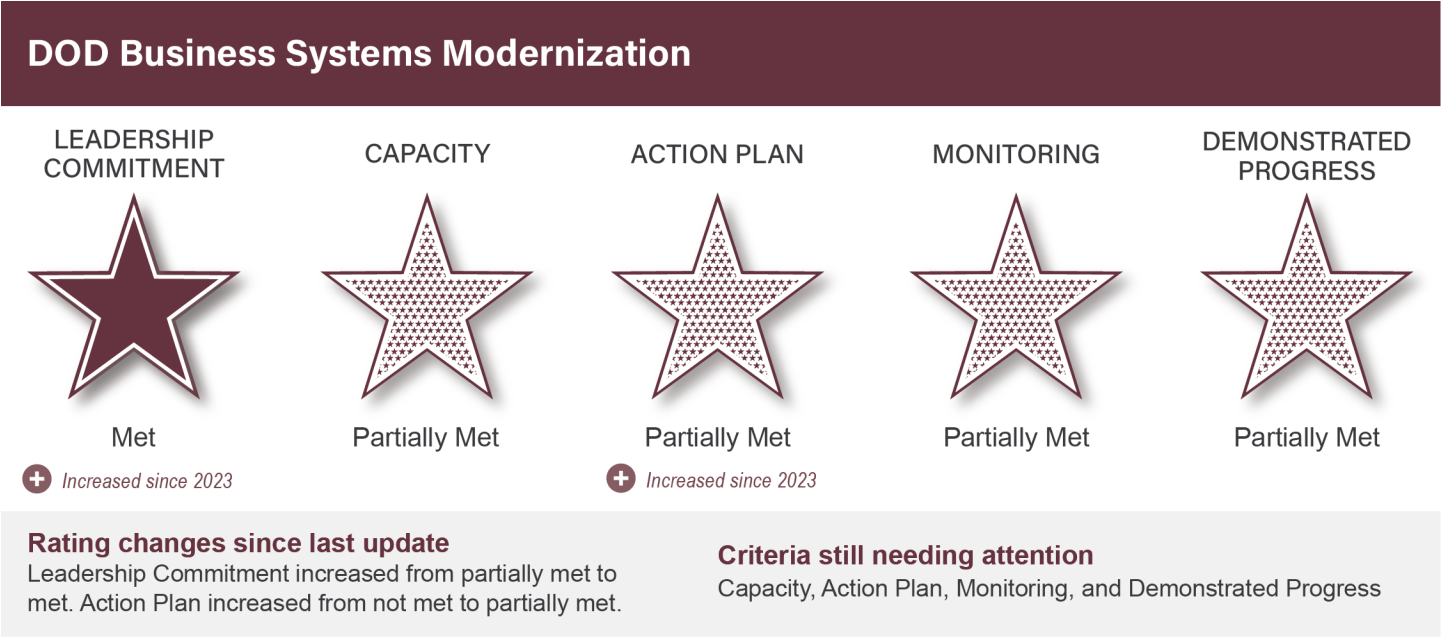 DOD Business Systems Modernization
LEADERSHIP
COMMITMENT
CAPACITY
ACTION PLAN
MONITORING
DEMONSTRATED
PROGRESS
Met
Partially Met
Partially Met
Partially Met
Partially Met
Increased since 2023
Increased since 2023
Rating changes since last update
Leadership Commitment increased from partially met to
met. Action Plan increased from not met to partially met.
Criteria still needing attention
Capacity, Action Plan, Monitoring, and Demonstrated Progress